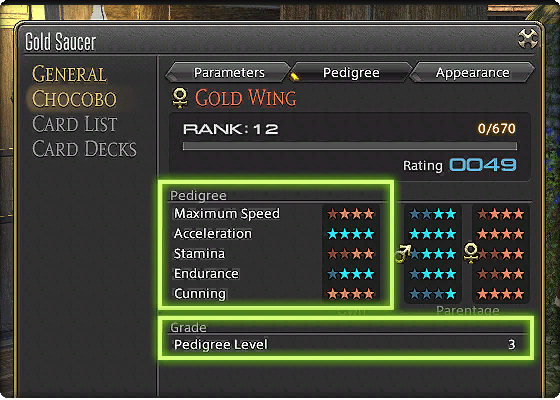 Gold Saucer
GENERAL
CHOCOBO
CARD LIST
CARD DECKS
Parameters Pedigree Appearance
♀ GOLD WING
RANK: 12 0/670
Rating 0049
Pedigree
Maximum Speed ★★★★ ★★★★ ★★★★
Acceleration ★★★★ ★★★★ ★★★★
Stamina ★★★★ ♂ ★★★★ ♀ ★★★★
Endurance ★★★★ ★★★★ ★★★★
Cunning ★★★★ ★★★★ ★★★★
Parentage
Grade
Pedigree Level 3